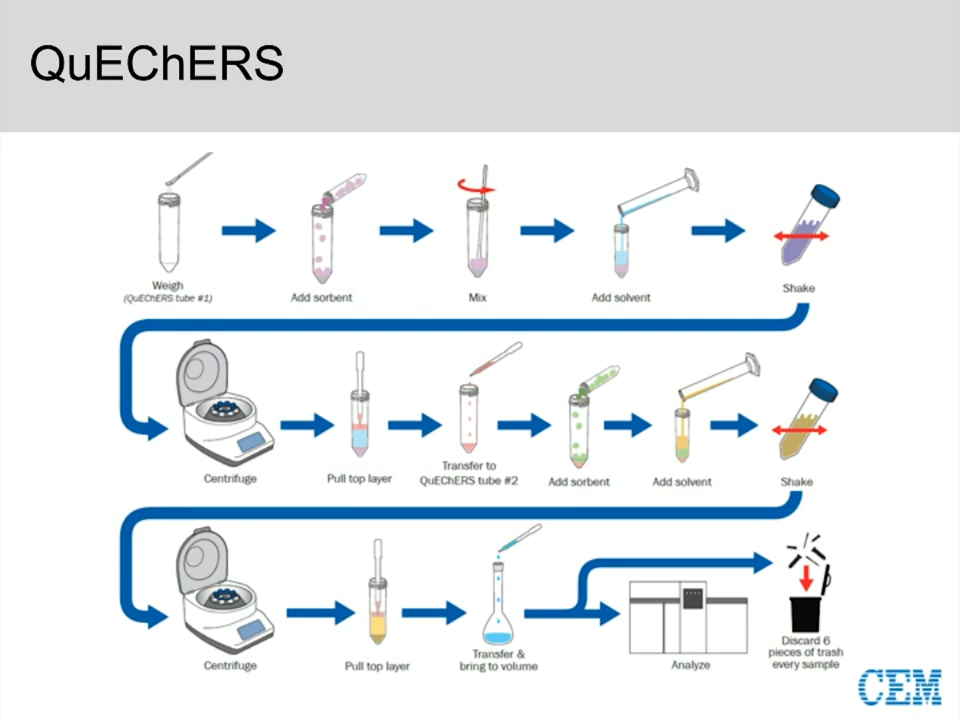 QuEChERS
Weigh
(QuEChERS tube #1)
Add sorbent
Mix
Add solvent
Shake
Centrifuge
Pull top layer
Transfer to
QuEChERS tube #2
Add sorbent
Add solvent
Shake
Centrifuge
Pull top layer
Transfer &
bring to volume
Analyze
Discard 6
pieces of trash
every sample
CEM